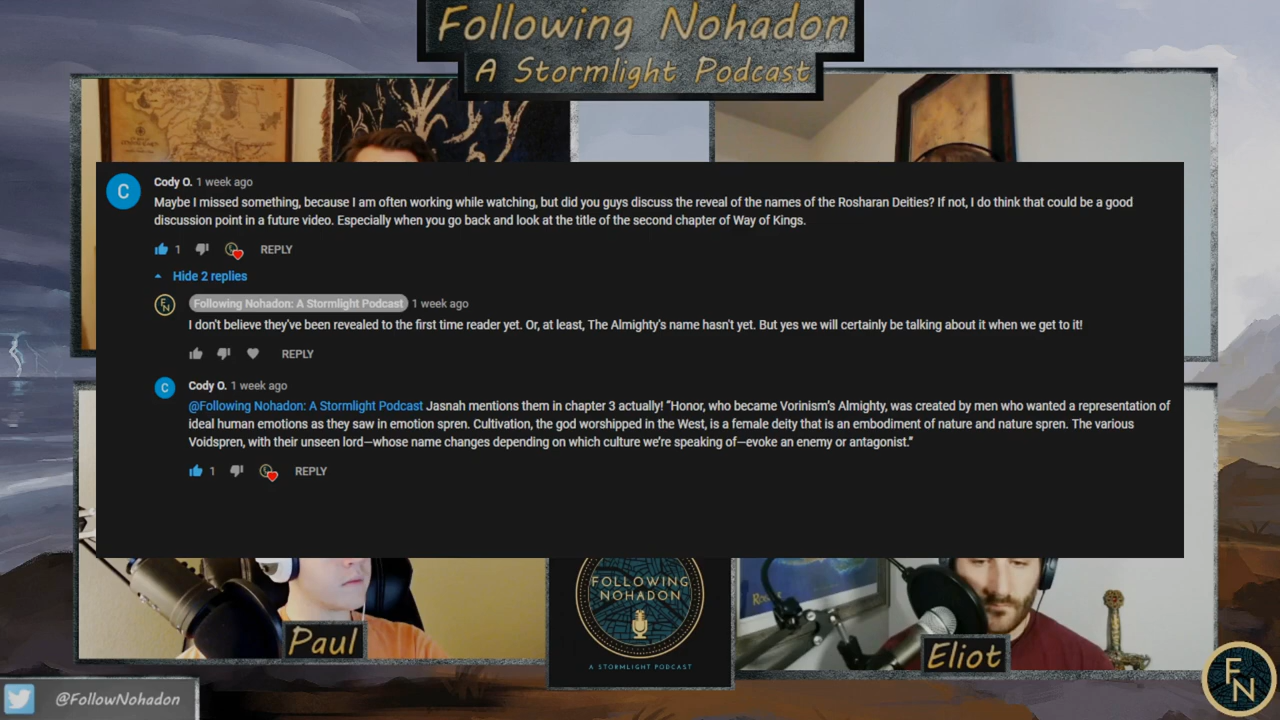 Following Nohadon
A Stormlight Podcast
C
Cody O. 1 week ago
Maybe I missed something, because I am often working while watching, but did you guys discuss the reveal of the names of the Rosharan Deities? If not, I do think that could be a good
discussion point in a future video. Especially when you go back and look at the title of the second chapter of Way of Kings.
1 REPLY
Hide 2 replies
FN
Following Nohadon: A Stormlight Podcast 1 week ago
I don't believe they've been revealed to the first time reader yet. Or, at least, The Almighty's name hasn't yet. But yes we will certainly be talking about it when we get to it!
REPLY
C
Cody O. 1 week ago
@Following Nohadon: A Stormlight Podcast Jasnah mentions them in chapter 3 actually! “Honor, who became Vorinism’s Almighty, was created by men who wanted a representation of
ideal human emotions as they saw in emotion spren. Cultivation, the god worshipped in the West, is a female deity that is an embodiment of nature and nature spren. The various
Voidspren, with their unseen lord—whose name changes depending on which culture we’re speaking of—evoke an enemy or antagonist.”
1 REPLY
FOLLOWING
NOHADON
A STORMLIGHT PODCAST
Paul
Eliot
@FollowNohadon
FN